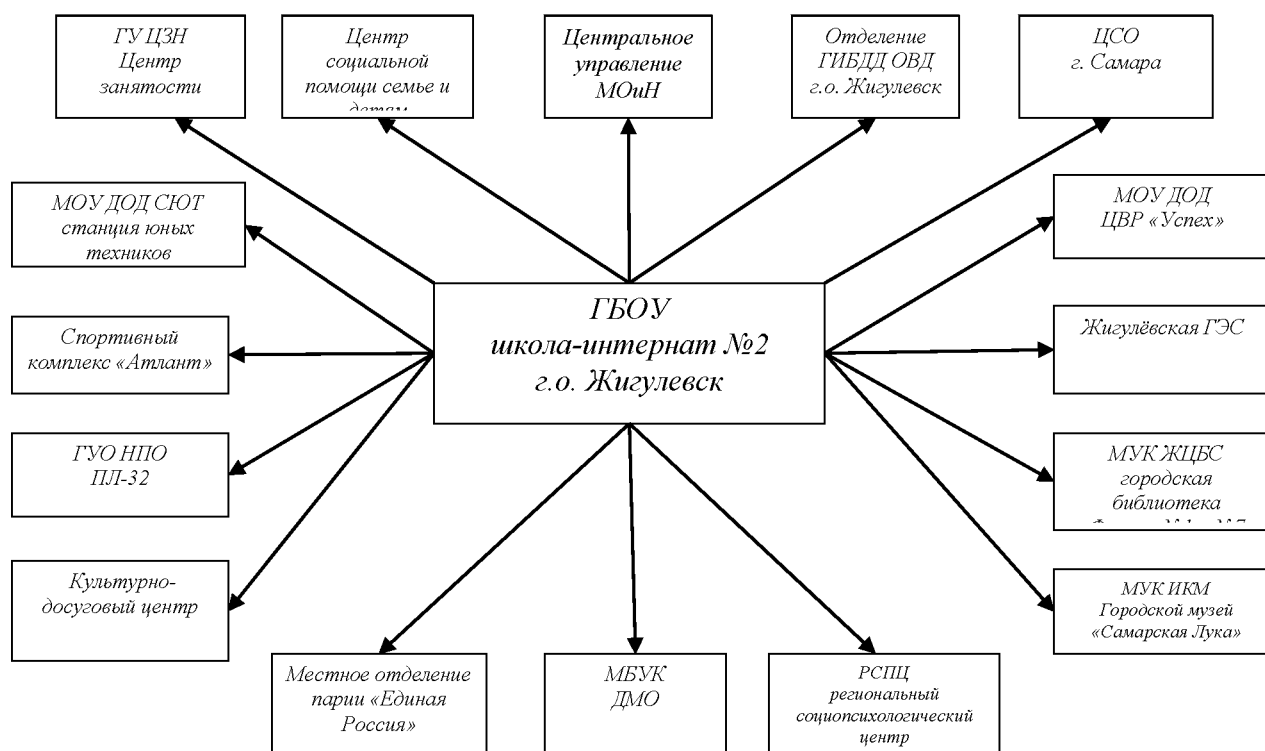 ГУ ЦЗН
Центр
занятости
Центр
социальной
помощи семье и
детям
Центральное
управление
МОиН
Отделение
ГИБДД ОВД
г.о. Жигулевск
ЦСО
г. Самара
МОУ ДОД СЮТ
станция юных
техников
МОУ ДОД
ЦВР «Успех»
ГБОУ
школа-интернат №2
г.о. Жигулевск
Спортивный
комплекс «Атлант»
Жигулёвская ГЭС
ГУО НПО
ПЛ-32
МУК ЖЦБС
городская
библиотека
Культурно-
досуговый центр
МУК ИКМ
Городской музей
«Самарская Лука»
Местное отделение
парии «Единая
Россия»
МБУК
ДМО
РСПЦ
региональный
социопсихологический
центр